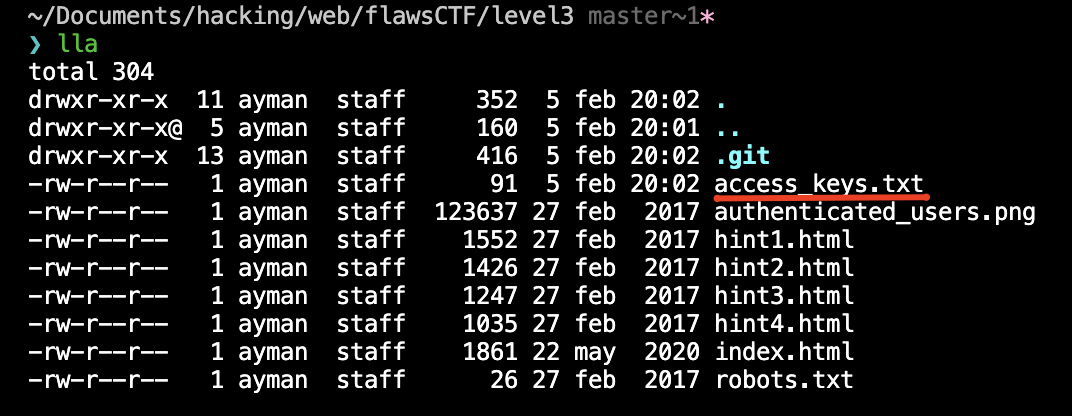 ~/Documents/hacking/web/flawsCTF/level3 master~1*
❯ lla
total 304
drwxr-xr-x  11 ayman  staff     352  5 feb 20:02 .
drwxr-xr-x@  5 ayman  staff     160  5 feb 20:01 ..
drwxr-xr-x  13 ayman  staff     416  5 feb 20:02 .git
-rw-r--r--   1 ayman  staff      91  5 feb 20:02 access_keys.txt
-rw-r--r--   1 ayman  staff  123637 27 feb  2017 authenticated_users.png
-rw-r--r--   1 ayman  staff    1552 27 feb  2017 hint1.html
-rw-r--r--   1 ayman  staff    1426 27 feb  2017 hint2.html
-rw-r--r--   1 ayman  staff    1247 27 feb  2017 hint3.html
-rw-r--r--   1 ayman  staff    1035 27 feb  2017 hint4.html
-rw-r--r--   1 ayman  staff    1861 22 may  2020 index.html
-rw-r--r--   1 ayman  staff      26 27 feb  2017 robots.txt